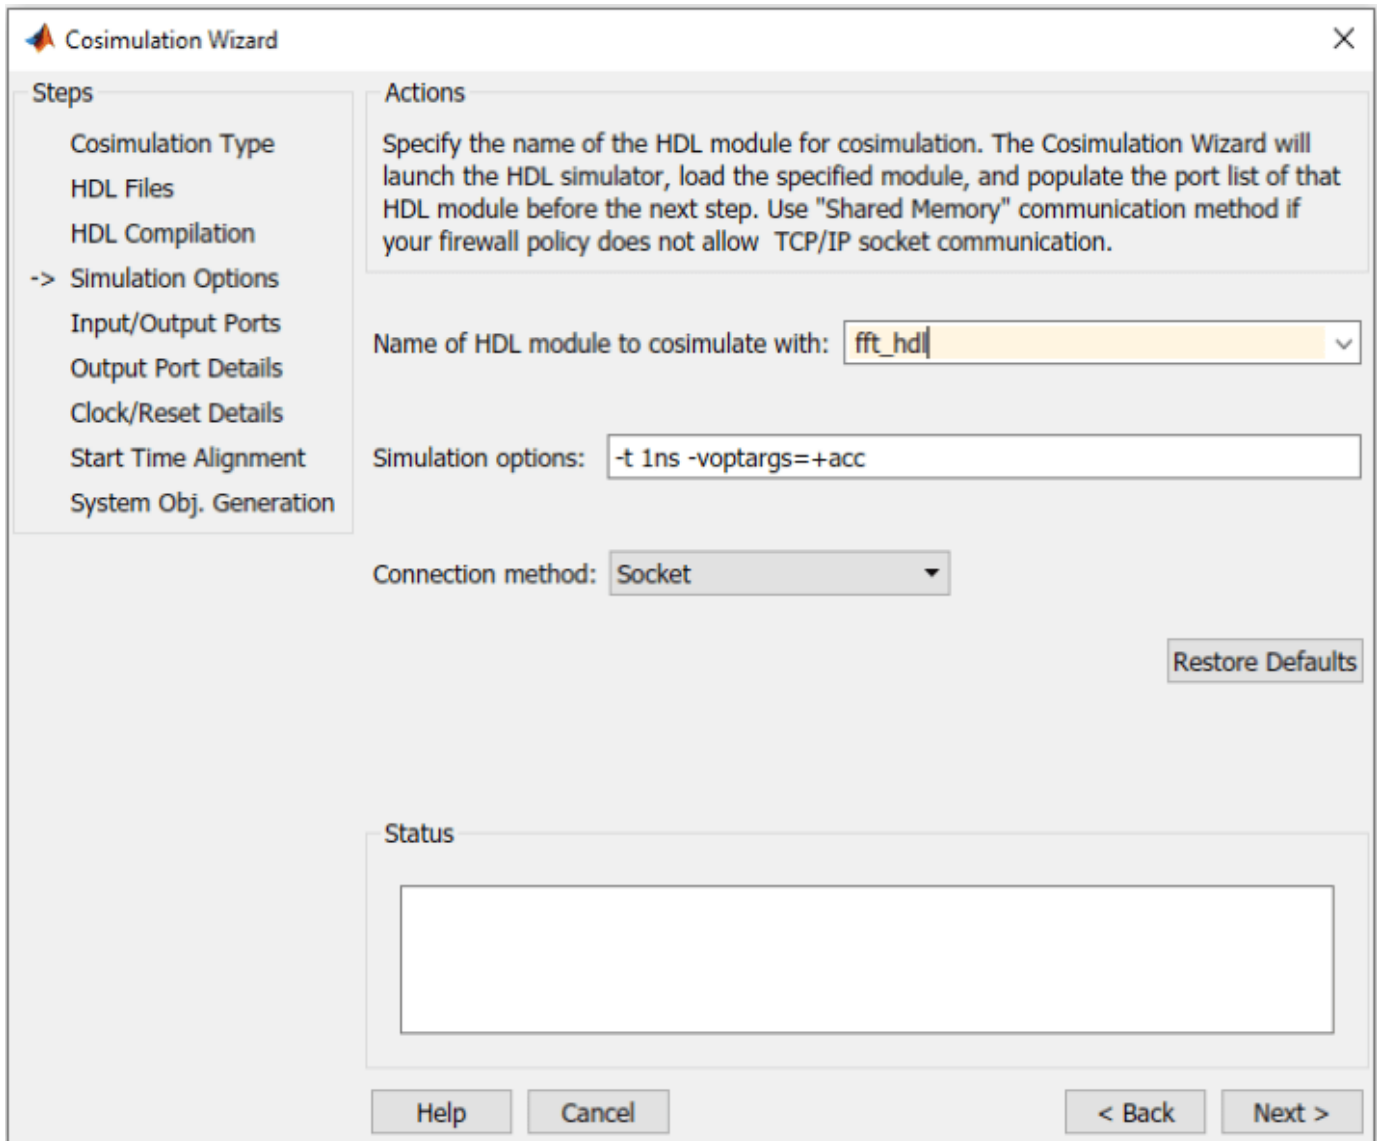 Cosimulation Wizard
Steps
Cosimulation Type
HDL Files
HDL Compilation
-> Simulation Options
Input/Output Ports
Output Port Details
Clock/Reset Details
Start Time Alignment
System Obj. Generation
Actions
Specify the name of the HDL module for cosimulation. The Cosimulation Wizard will
launch the HDL simulator, load the specified module, and populate the port list of that
HDL module before the next step. Use "Shared Memory" communication method if
your firewall policy does not allow  TCP/IP socket communication.
Name of HDL module to cosimulate with: fft_hdl
Simulation options: -t 1ns -voptargs=+acc
Connection method: Socket
Restore Defaults
Status
Help Cancel < Back Next >